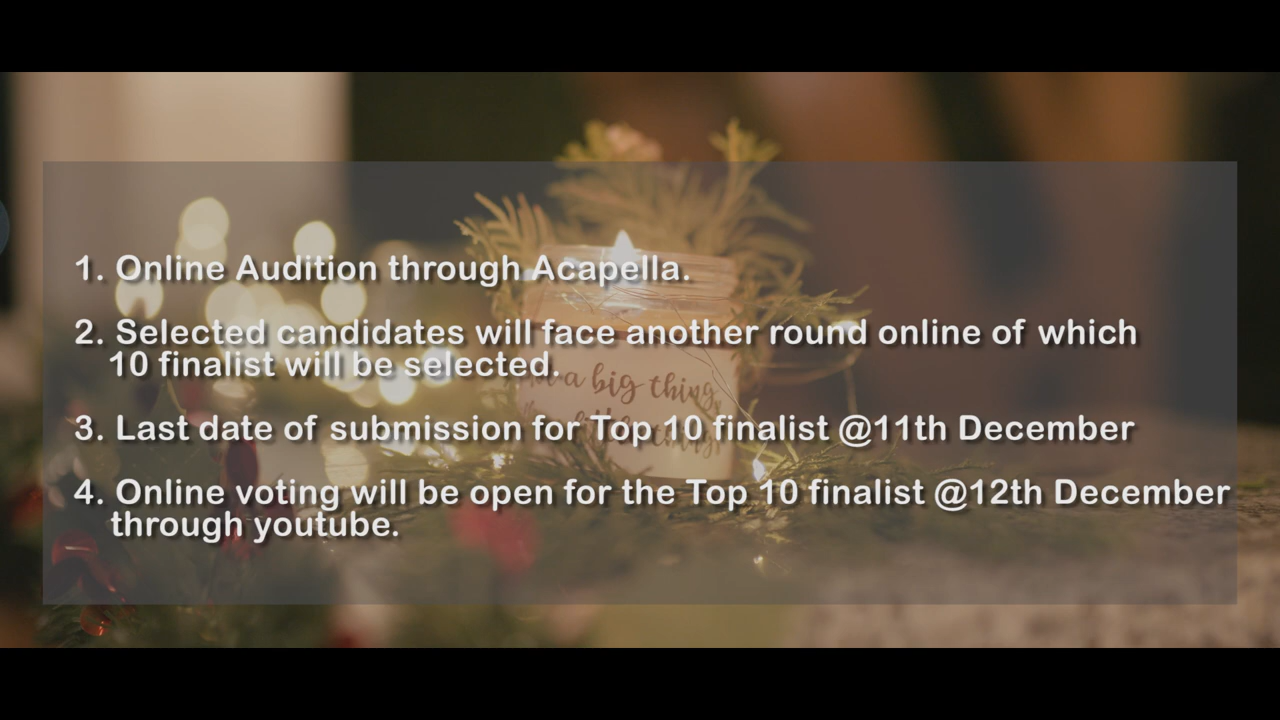 1. Online Audition through Acapella.
2. Selected candidates will face another round online of which
10 finalist will be selected.
3. Last date of submission for Top 10 finalist @11th December
4. Online voting will be open for the Top 10 finalist @12th December
through youtube.
a big thing